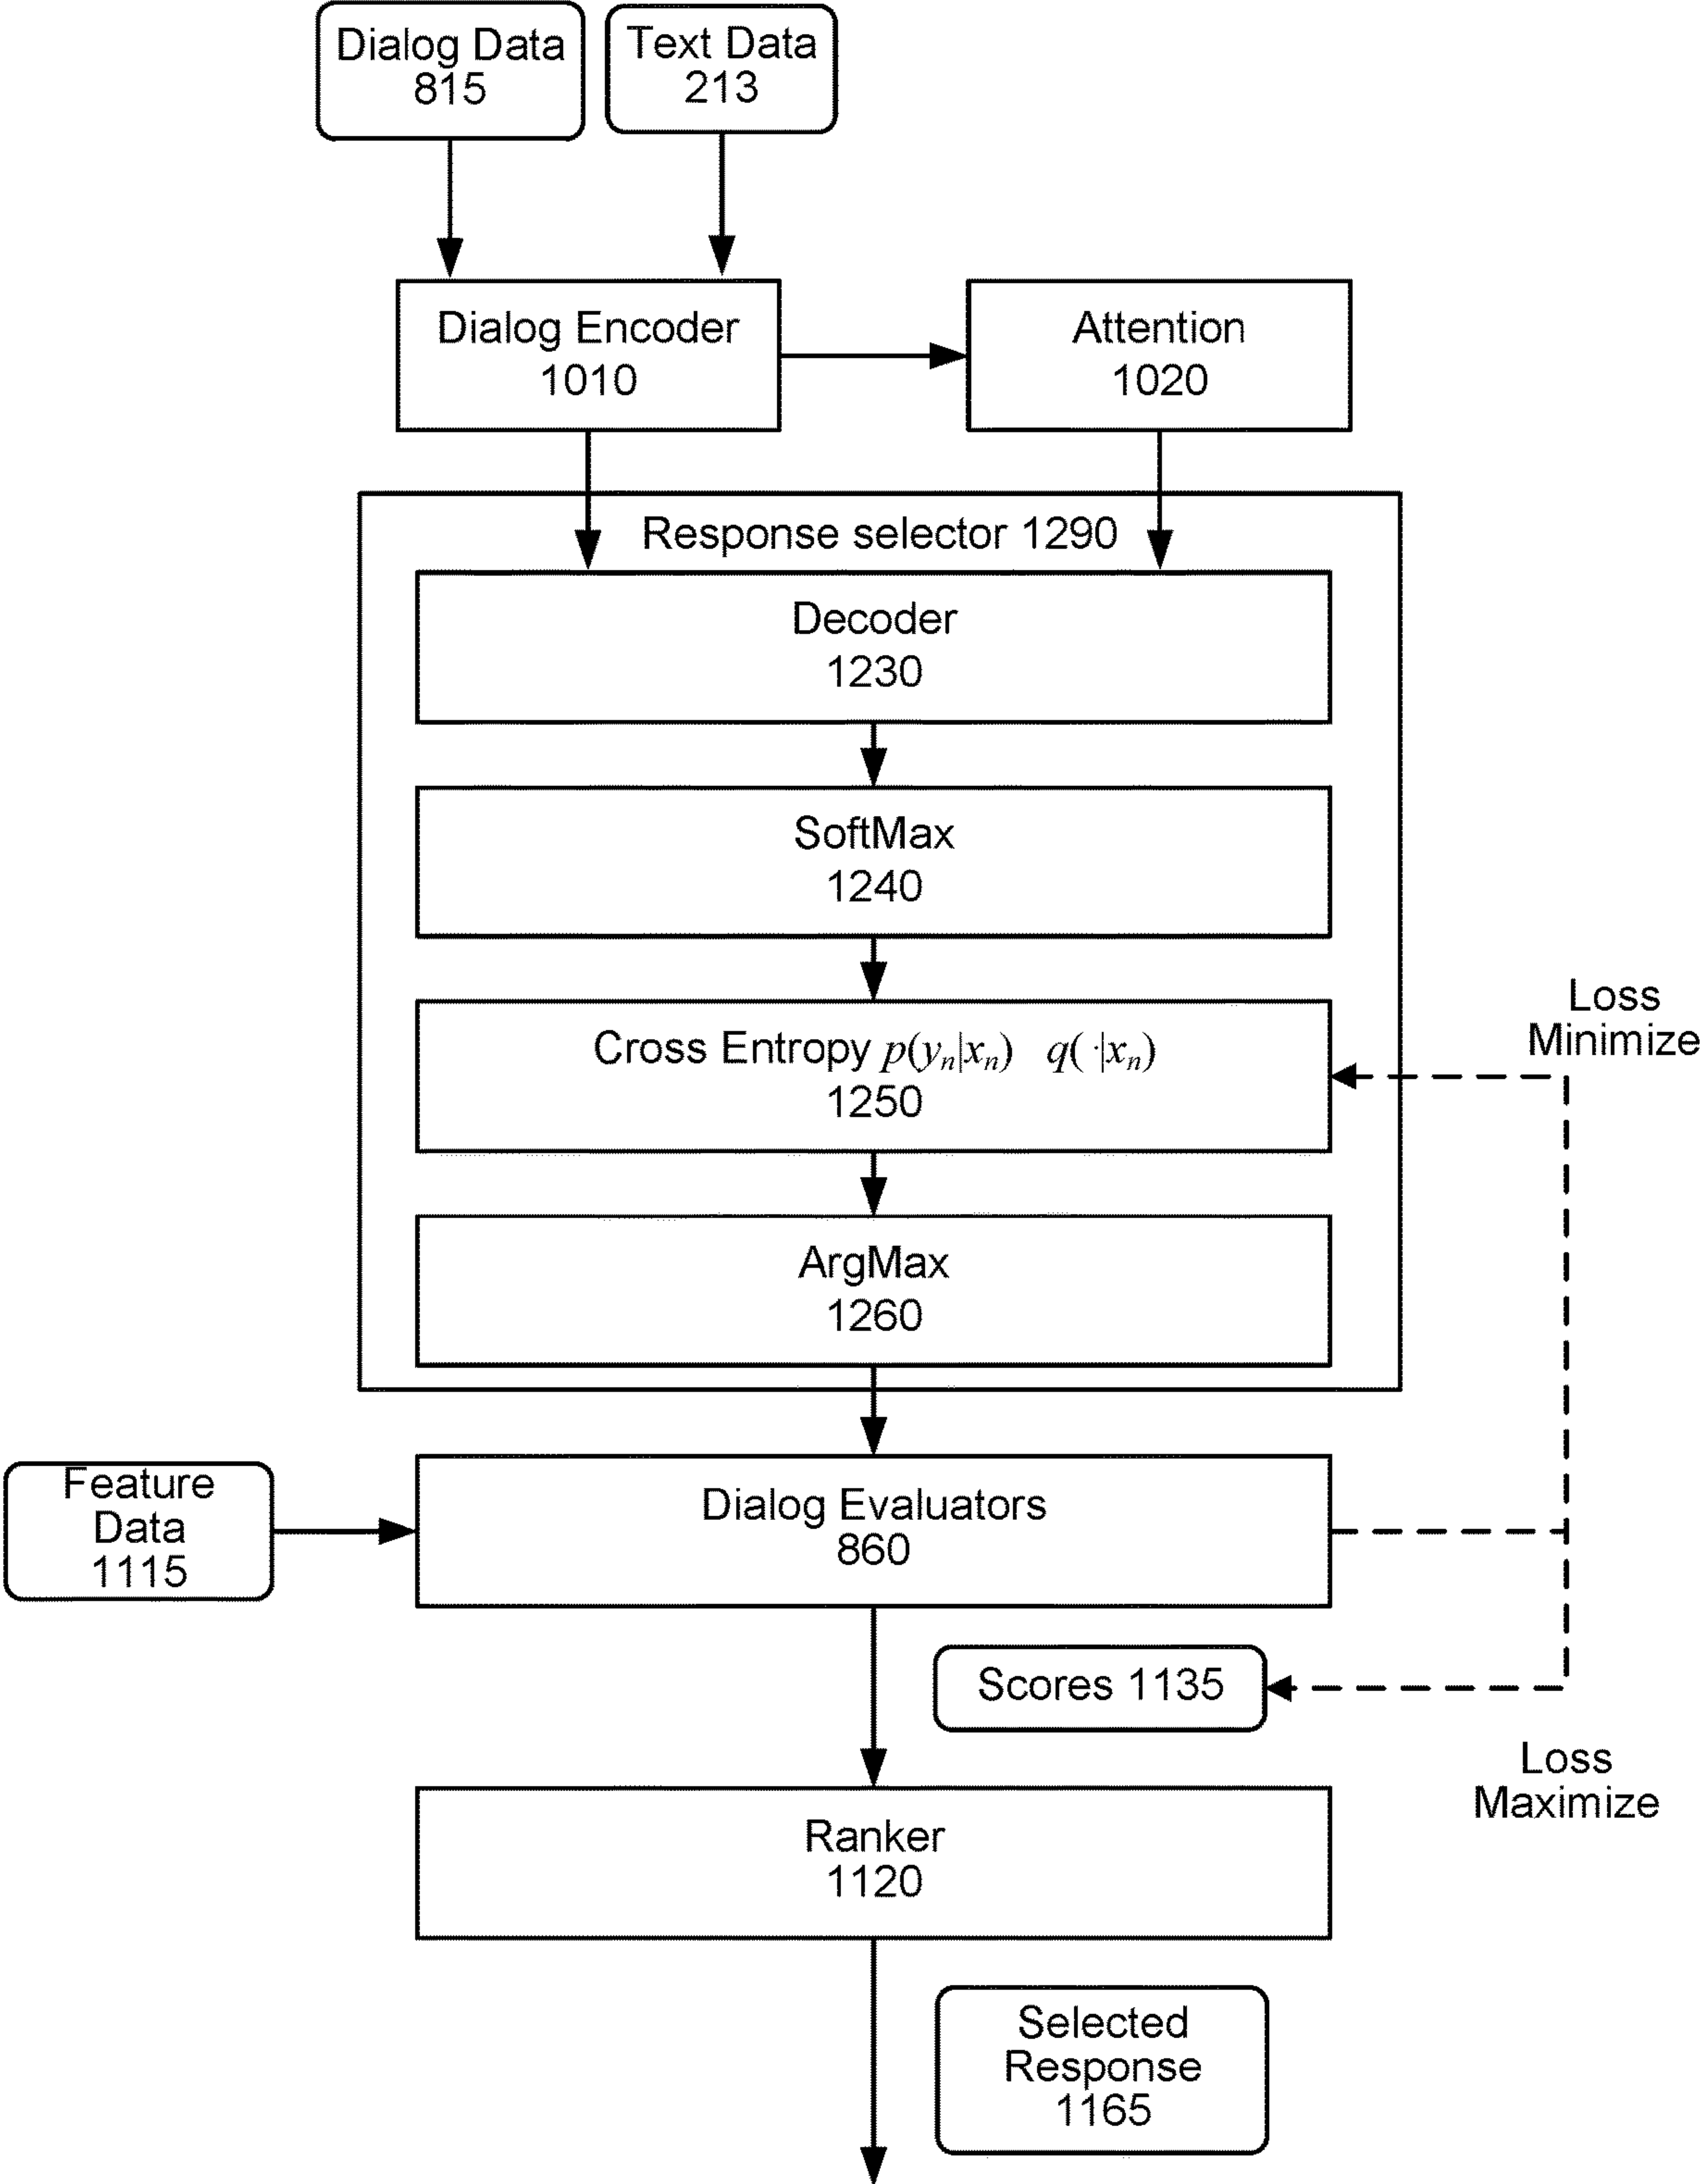 Dialog Data
815
Text Data
213
Dialog Encoder
1010
Attention
1020
Response selector 1290
Decoder
1230
SoftMax
1240
Cross Entropy p(yn|xn) q(·|xn)
1250
Loss
Minimize
ArgMax
1260
Feature
Data
1115
Dialog Evaluators
860
Scores 1135
Loss
Maximize
Ranker
1120
Selected
Response
1165